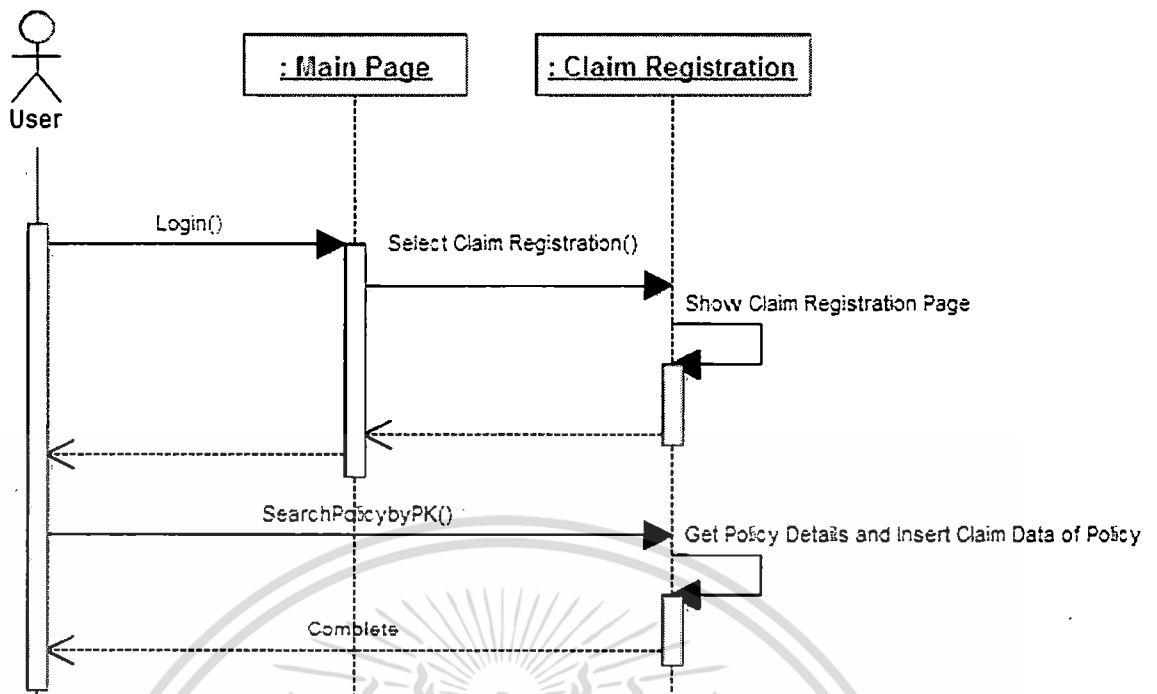 : Main Page
: Claim Registration
User
Login()
Select Claim Registration()
Show Claim Registration Page
SearchPolicybyPK()
Get Policy Details and Insert Claim Data of Policy
Complete